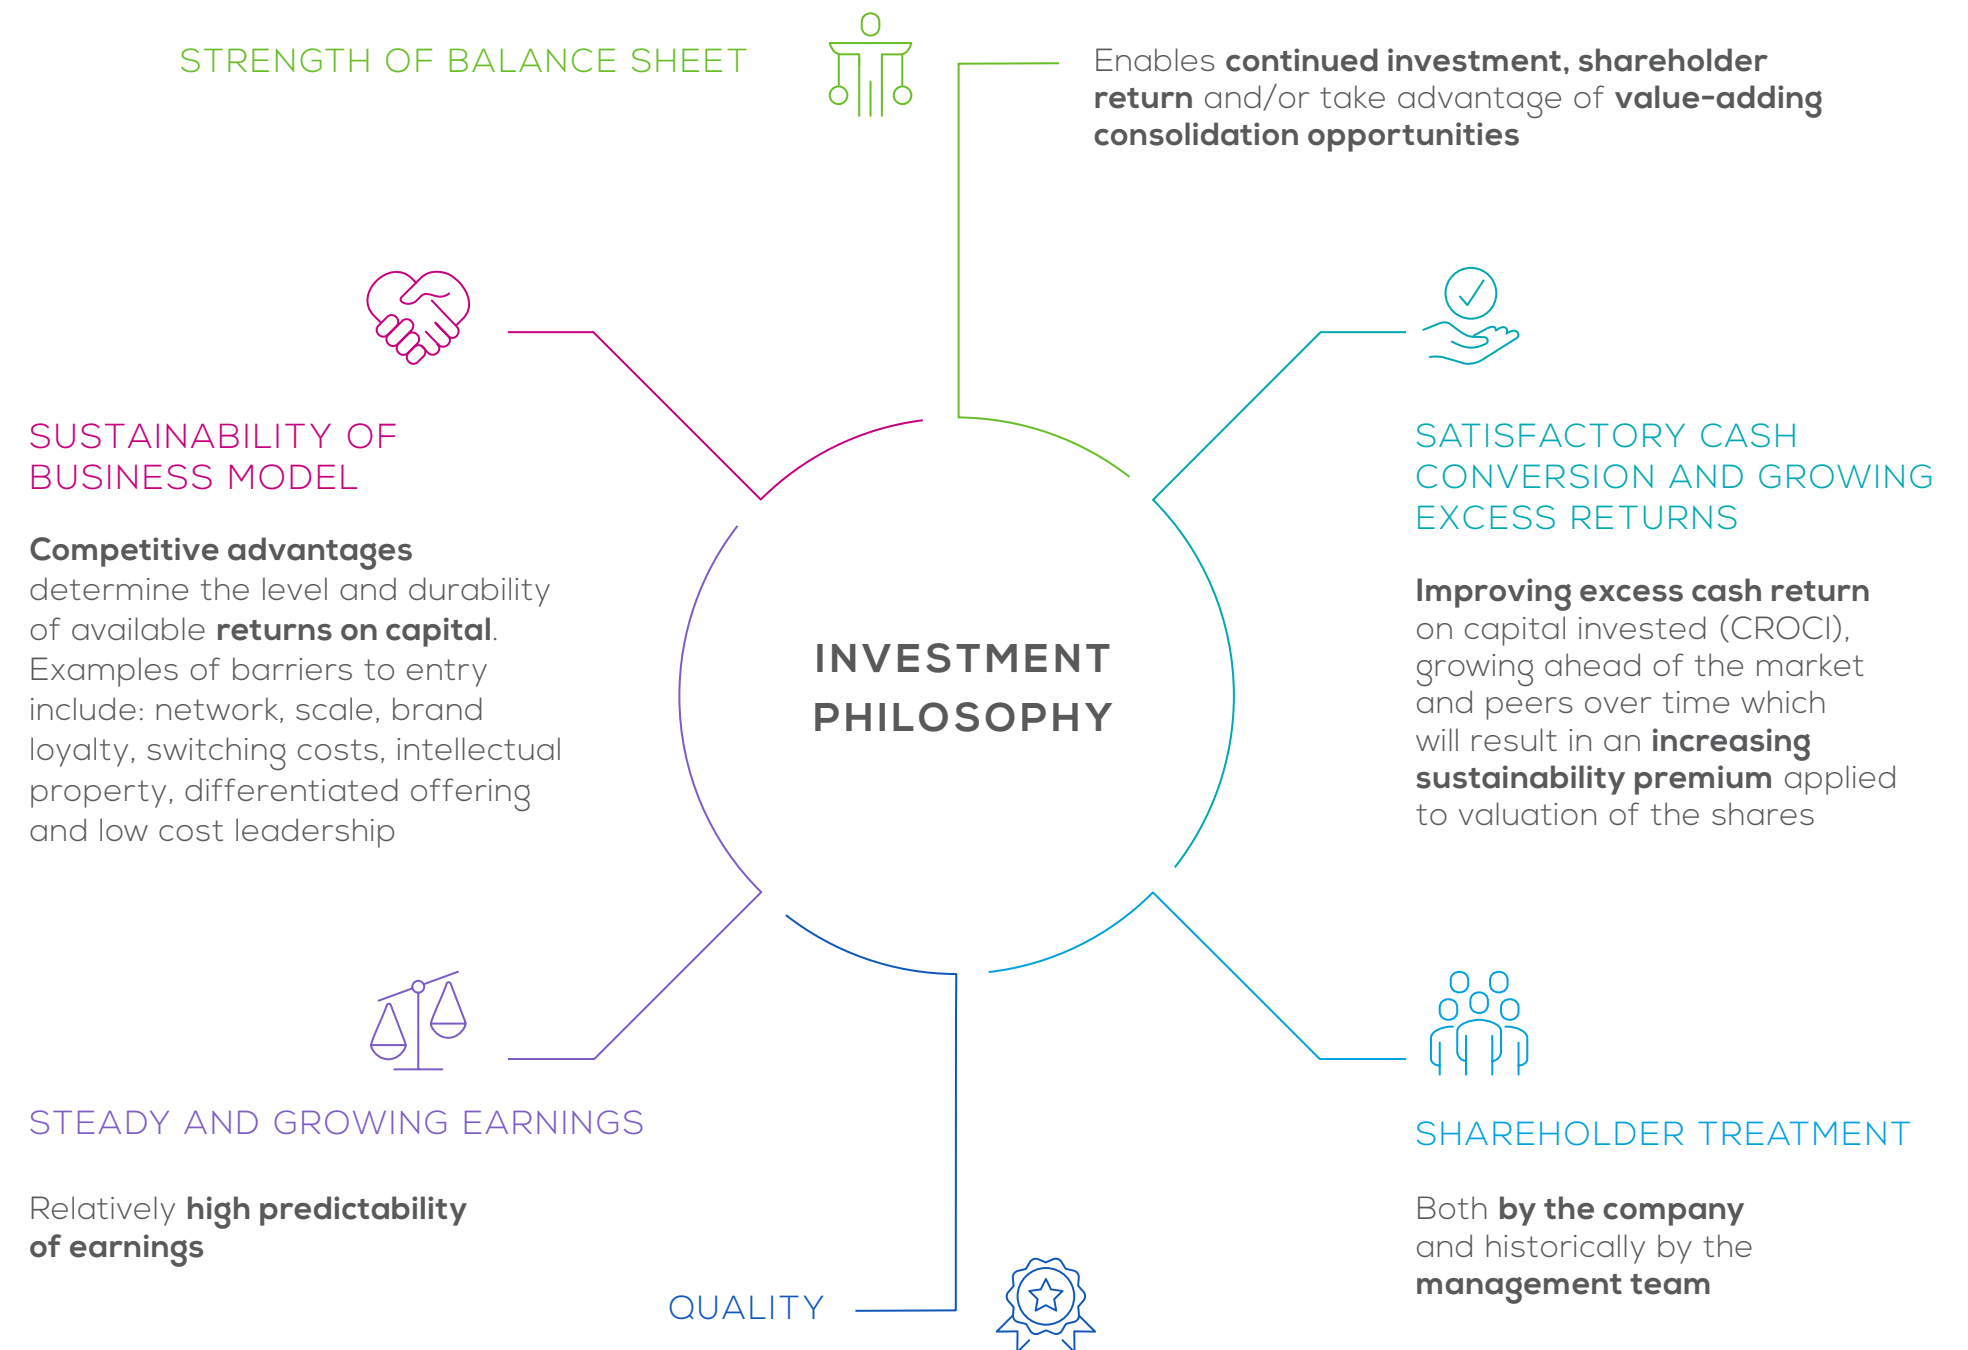 STRENGTH OF BALANCE SHEET
Enables continued investment, shareholder
return and/or take advantage of value-adding
consolidation opportunities
SUSTAINABILITY OF
BUSINESS MODEL
Competitive advantages
determine the level and durability
of available returns on capital.
Examples of barriers to entry
include: network, scale, brand
loyalty, switching costs, intellectual
property, differentiated offering
and low cost leadership
INVESTMENT
PHILOSOPHY
SATISFACTORY CASH
CONVERSION AND GROWING
EXCESS RETURNS
Improving excess cash return
on capital invested (CROCI),
growing ahead of the market
and peers over time which
will result in an increasing
sustainability premium applied
to valuation of the shares
STEADY AND GROWING EARNINGS
Relatively high predictability
of earnings
SHAREHOLDER TREATMENT
Both by the company
and historically by the
management team
QUALITY